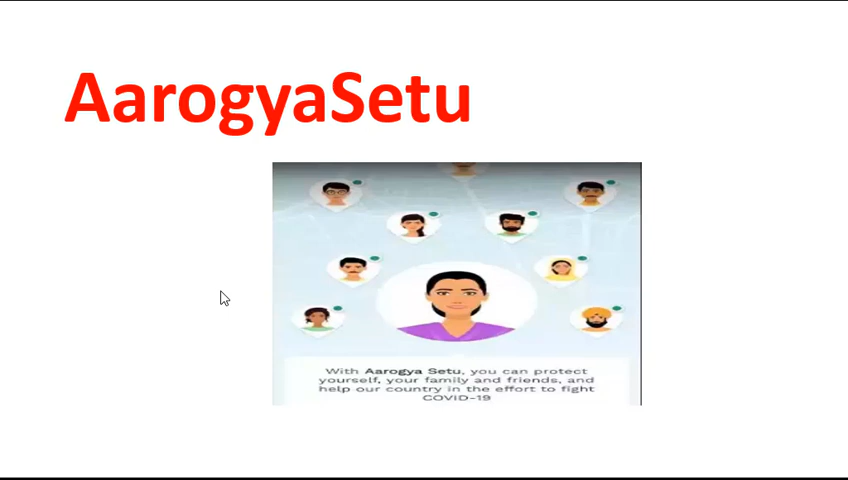 AarogyaSetu
With Aarogya Setu, you can protect
yourself, your family and friends, and
help our country in the effort to fight
COVID-19